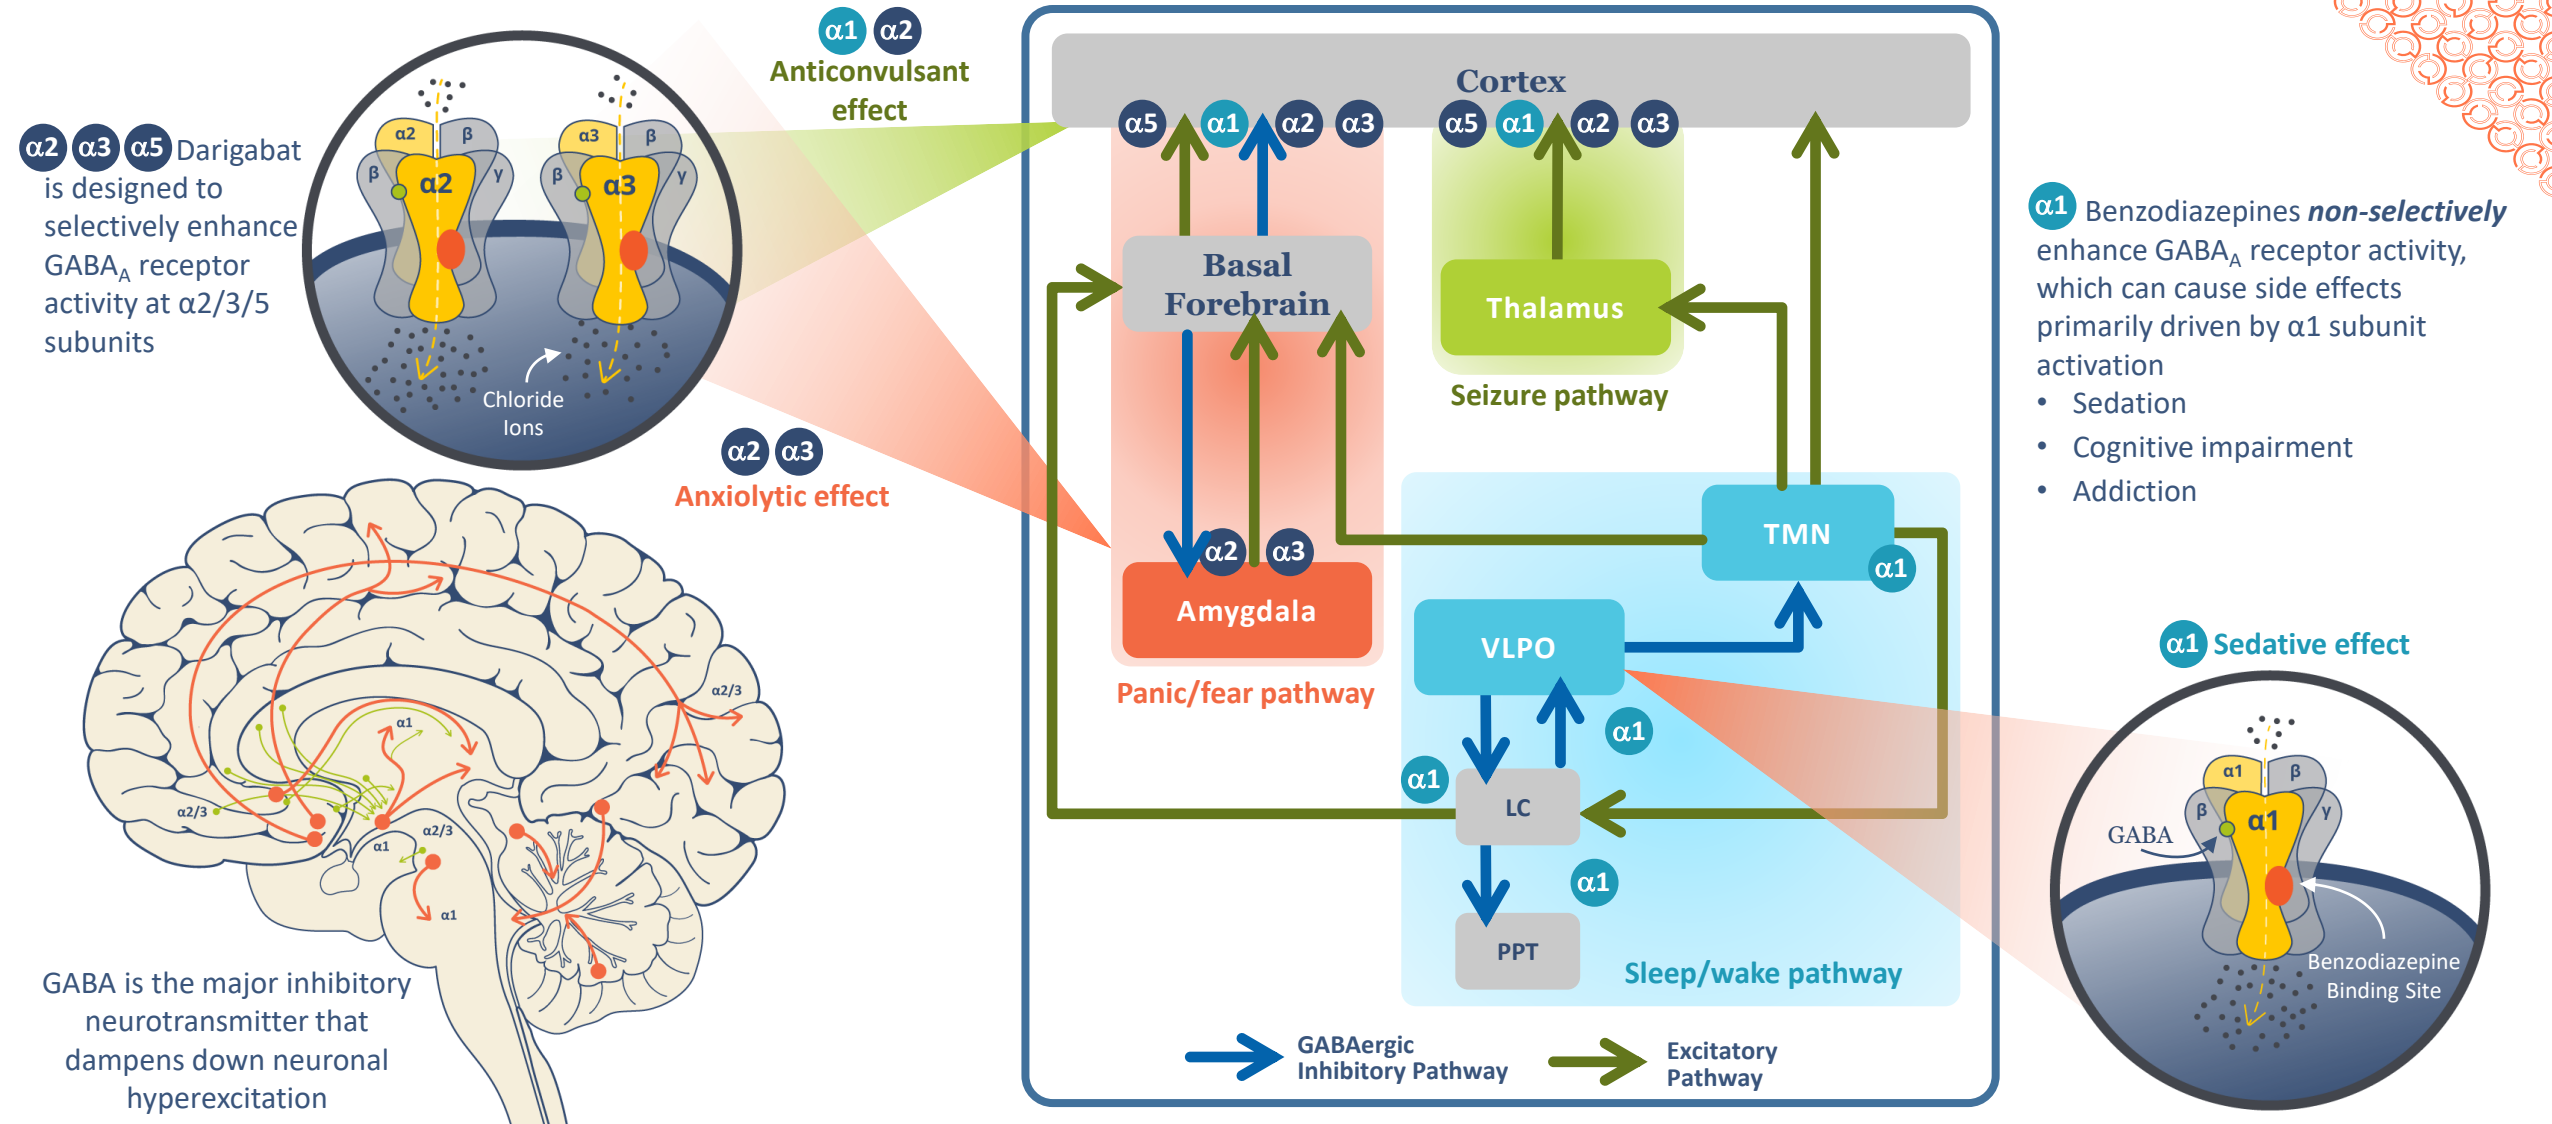 α2 α3 α5 Darigabat
is designed to
selectively enhance
GABAA receptor
activity at α2/3/5
subunits
α2 β
β γ
α2
α3 β
β γ
α3
Chloride
Ions
α1 α2
Anticonvulsant
effect
α2 α3
Anxiolytic effect
α2/3
α1
α2/3
α2/3
α1
α1
GABA is the major inhibitory
neurotransmitter that
dampens down neuronal
hyperexcitation
Cortex
α5 α1 α2 α3
α5 α1 α2 α3
Basal
Forebrain
Thalamus
Seizure pathway
α2 α3
Amygdala
Panic/fear pathway
TMN
α1
VLPO
α1
α1
LC
α1
PPT
Sleep/wake pathway
GABAergic
Inhibitory Pathway
Excitatory
Pathway
α1 Benzodiazepines non-selectively
enhance GABAA receptor activity,
which can cause side effects
primarily driven by α1 subunit
activation
• Sedation
• Cognitive impairment
• Addiction
α1 Sedative effect
α1 β
β γ
α1
GABA
Benzodiazepine
Binding Site